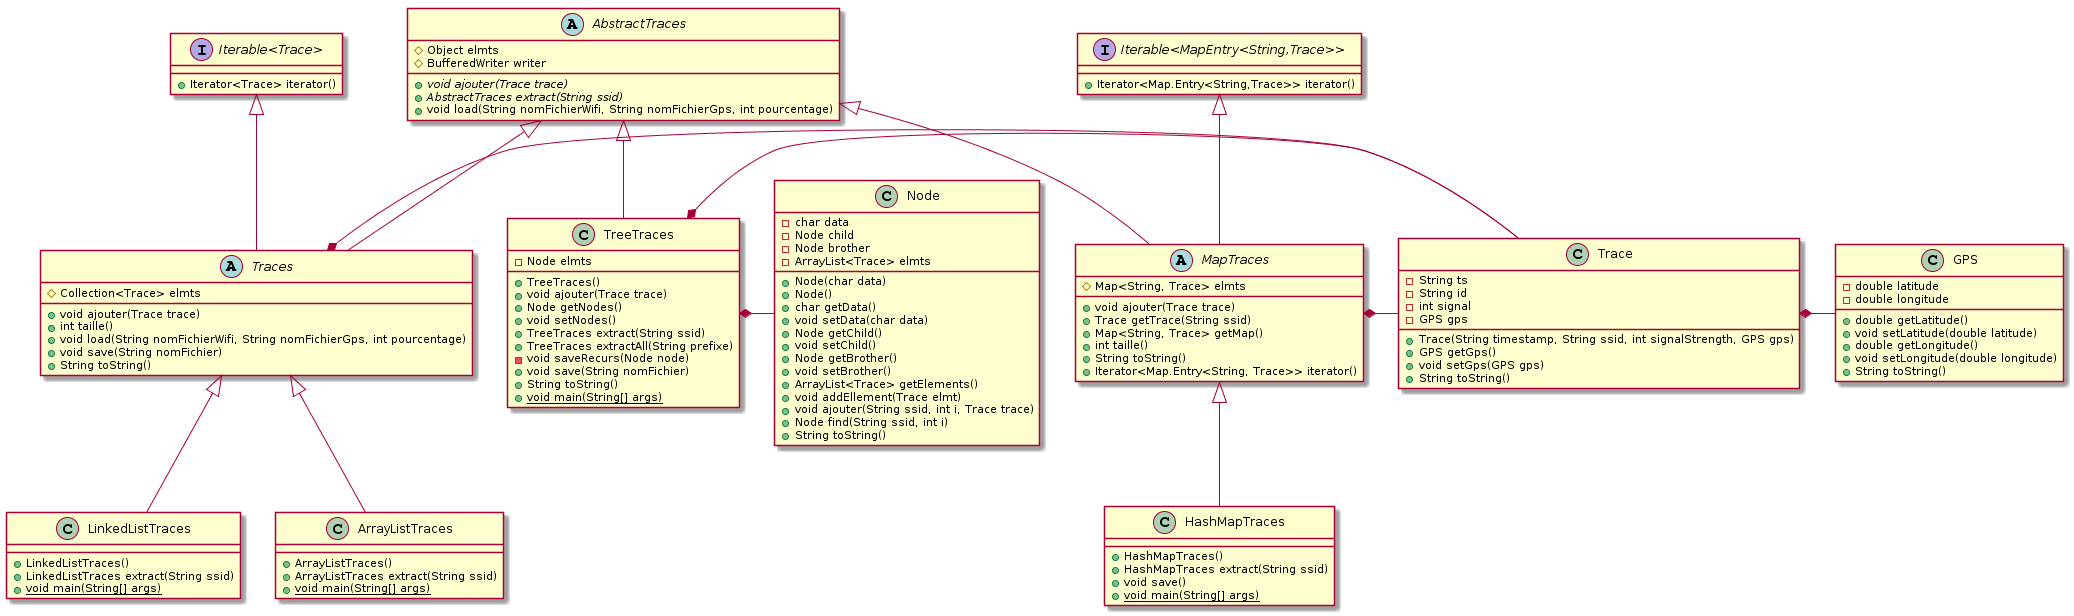 I Iterable<Trace>
Iterator<Trace> iterator()
A AbstractTraces
Object elmts
BufferedWriter writer
void ajouter(Trace trace)
AbstractTraces extract(String ssid)
void load(String nomFichierWifi, String nomFichierGps, int pourcentage)
I Iterable<MapEntry<String,Trace>>
Iterator<Map.Entry<String,Trace>> iterator()
A Traces
Collection<Trace> elmts
void ajouter(Trace trace)
int taille()
void load(String nomFichierWifi, String nomFichierGps, int pourcentage)
void save(String nomFichier)
String toString()
C TreeTraces
Node elmts
TreeTraces()
void ajouter(Trace trace)
Node getNodes()
void setNodes()
TreeTraces extract(String ssid)
TreeTraces extractAll(String prefixe)
void saveRecurs(Node node)
void save(String nomFichier)
String toString()
void main(String[] args)
C Node
char data
Node child
Node brother
ArrayList<Trace> elmts
Node(char data)
Node()
char getData()
void setData(char data)
Node getChild()
void setChild()
Node getBrother()
void setBrother()
ArrayList<Trace> getElements()
void addEllement(Trace elmt)
void ajouter(String ssid, int i, Trace trace)
Node find(String ssid, int i)
String toString()
A MapTraces
Map<String, Trace> elmts
void ajouter(Trace trace)
Trace getTrace(String ssid)
Map<String, Trace> getMap()
int taille()
String toString()
Iterator<Map.Entry<String, Trace>> iterator()
C Trace
String ts
String id
int signal
GPS gps
Trace(String timestamp, String ssid, int signalStrength, GPS gps)
GPS getGps()
void setGps(GPS gps)
String toString()
C GPS
double latitude
double longitude
double getLatitude()
void setLatitude(double latitude)
double getLongitude()
void setLongitude(double longitude)
String toString()
C LinkedListTraces
LinkedListTraces()
LinkedListTraces extract(String ssid)
void main(String[] args)
C ArrayListTraces
ArrayListTraces()
ArrayListTraces extract(String ssid)
void main(String[] args)
C HashMapTraces
HashMapTraces()
HashMapTraces extract(String ssid)
void save()
void main(String[] args)